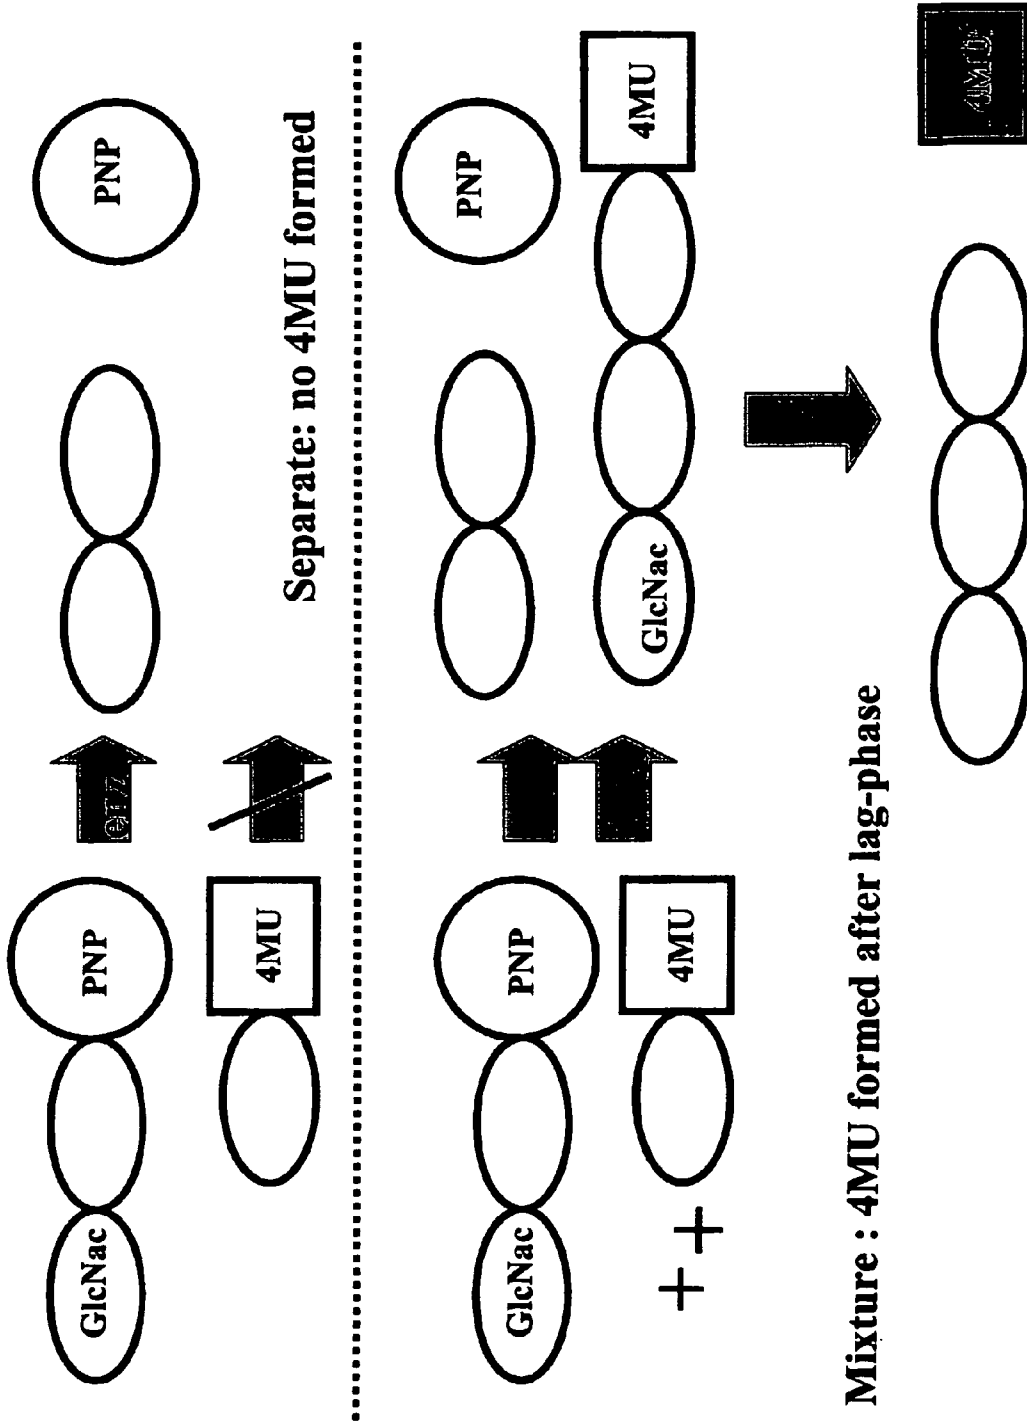 GlcNac PNP enz PNP
4MU
Separate: no 4MU formed
GlcNac PNP PNP
+ + 4MU GlcNac 4MU
Mixture : 4MU formed after lag-phase